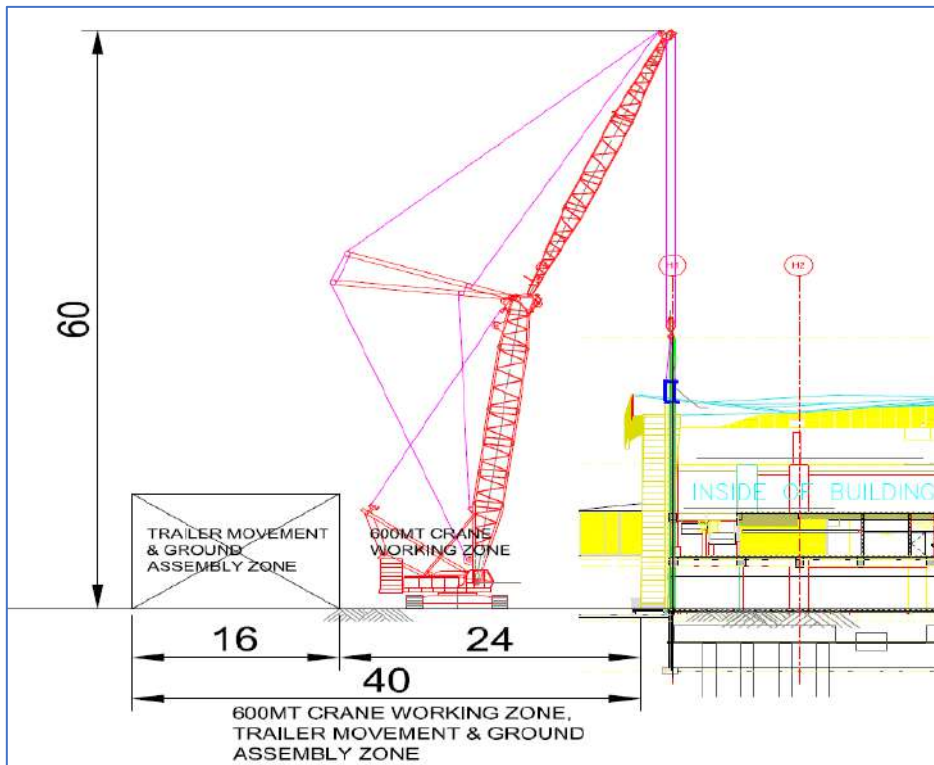 60
H1
H2
INSIDE OF BUILDING
TRAILER MOVEMENT
& GROUND
ASSEMBLY ZONE
600MT CRANE
WORKING ZONE
16
24
40
600MT CRANE WORKING ZONE,
TRAILER MOVEMENT & GROUND
ASSEMBLY ZONE